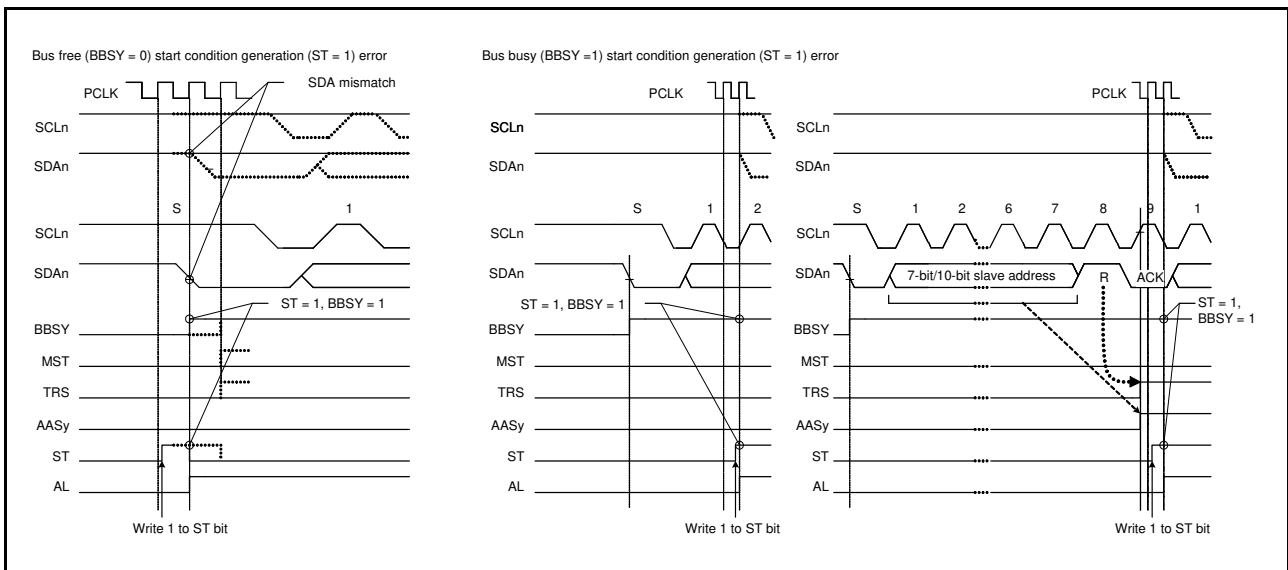 Bus free (BBSY = 0) start condition generation (ST = 1) error
PCLK
SDA mismatch
SCLn
SDAn
S
1
SCLn
SDAn
ST = 1, BBSY = 1
BBSY
MST
TRS
AASy
ST
AL
Write 1 to ST bit
Bus busy (BBSY =1) start condition generation (ST = 1) error
PCLK
SCLn
SDAn
S
1
2
SCLn
SDAn
ST = 1, BBSY = 1
BBSY
MST
TRS
AASy
ST
AL
Write 1 to ST bit
PCLK
SCLn
SDAn
S
1
2
6
7
8
9
1
SCLn
SDAn
7-bit/10-bit slave address
R
ACK
ST = 1,
BBSY = 1
BBSY
MST
TRS
AASy
ST
AL
Write 1 to ST bit